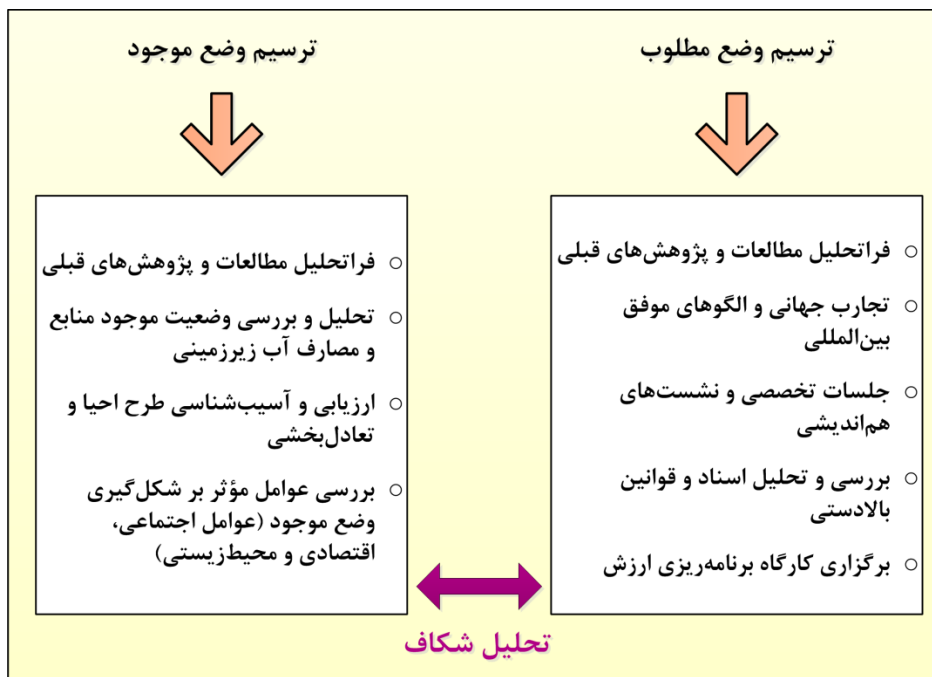 ترسیم وضع مطلوب
فراتحلیل مطالعات و پژوهش‌های قبلی
تجارب جهانی و الگوهای موفق
بین‌المللی
جلسات تخصصی و نشست‌های
هم‌اندیشی
بررسی و تحلیل اسناد و قوانین
بالادستی
برگزاری کارگاه برنامه‌ریزی ارزش
ترسیم وضع موجود
فراتحلیل مطالعات و پژوهش‌های قبلی
تحلیل و بررسی وضعیت موجود منابع
و مصارف آب زیرزمینی
ارزیابی و آسیب‌شناسی طرح احیا و
تعادل‌بخشی
بررسی عوامل مؤثر بر شکل‌گیری
وضع موجود (عوامل اجتماعی،
اقتصادی و محیط‌زیستی)
تحلیل شکاف